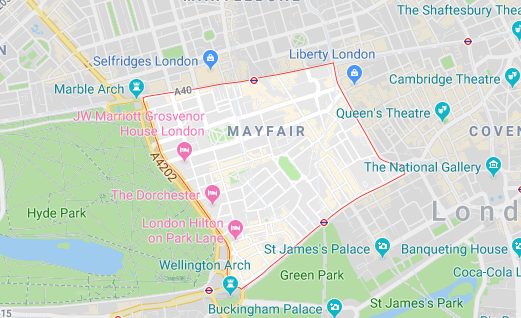 MARYLEBONE
The Shaftesbury Thea
Selfridges London
Liberty London
Marble Arch
A40
Cambridge Theatre
JW Marriott Grosvenor
House London
MAYFAIR
Queen's Theatre
COVEN
A4202
The National Gallery
The Dorchester
Hyde Park
Lond
London Hilton
on Park Lane
St James's Palace
Banqueting House
Wellington Arch
Green Park
Coca-Cola L
Buckingham Palace
St James's Park
15